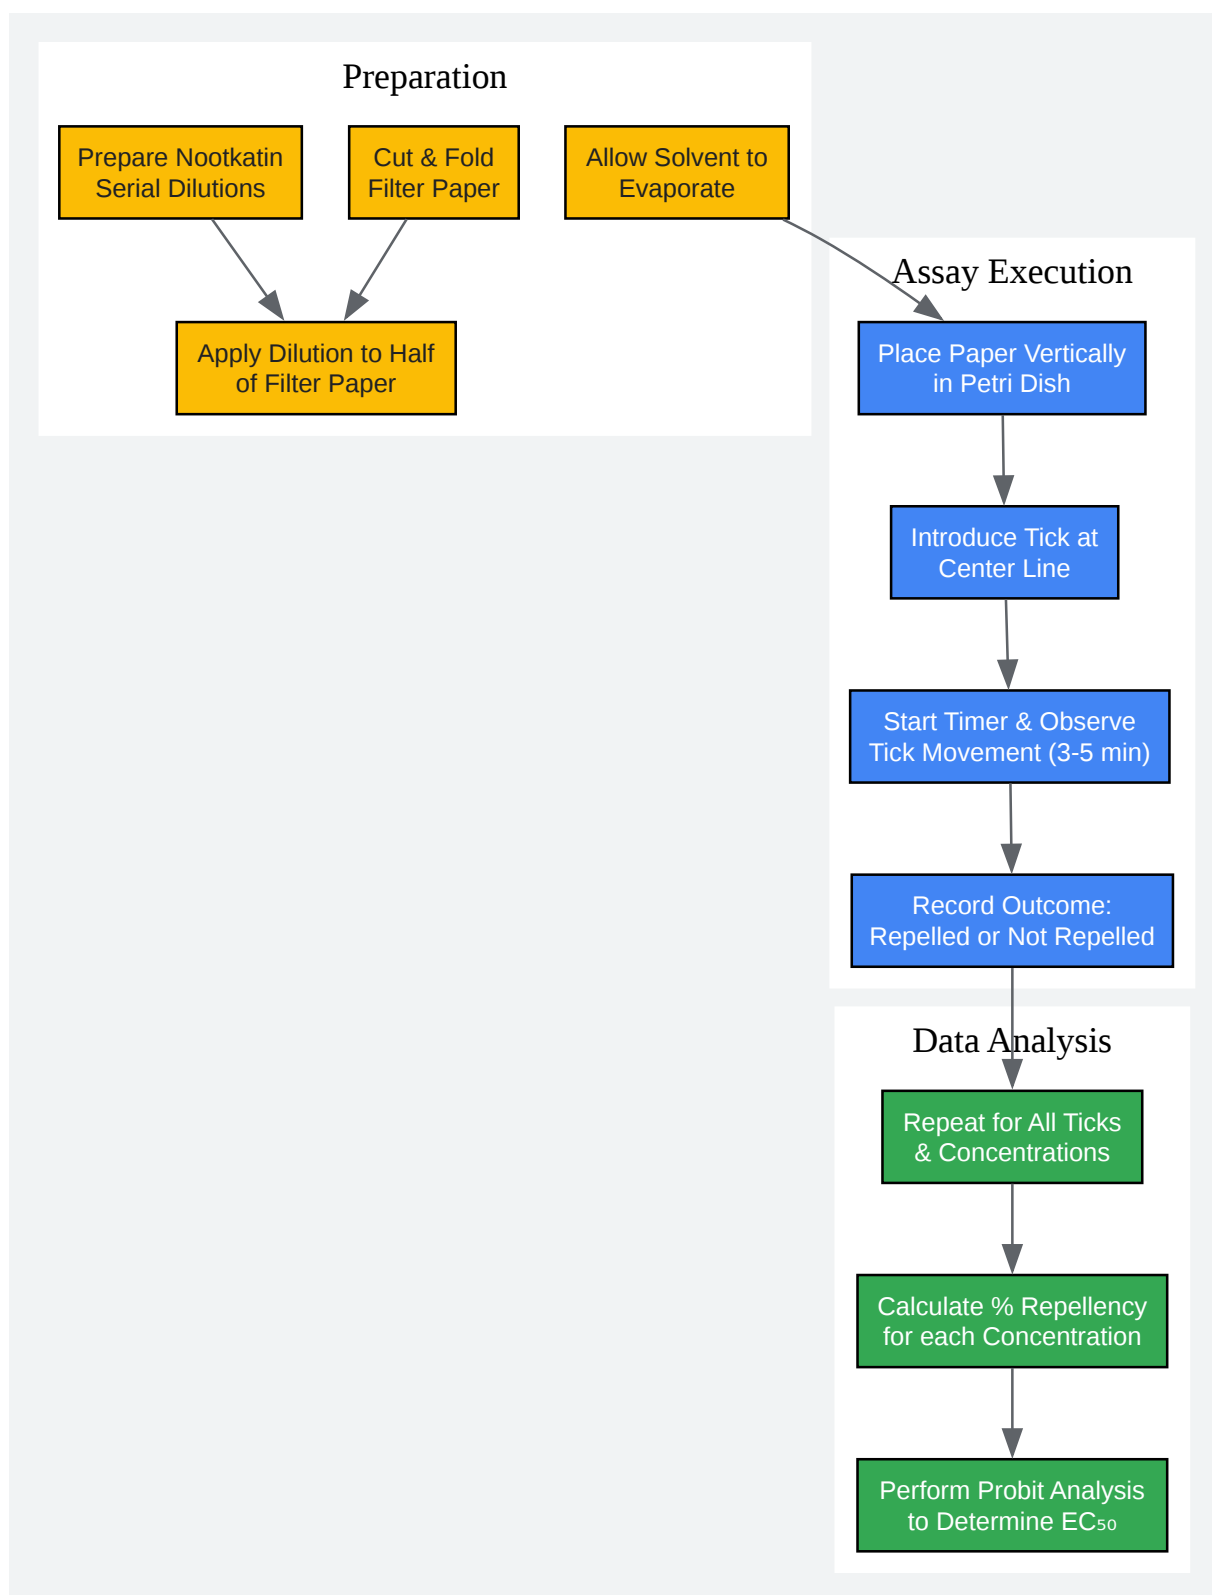 Preparation
Prepare Nootkatin
Serial Dilutions
Cut & Fold
Filter Paper
Allow Solvent to
Evaporate
Apply Dilution to Half
of Filter Paper
Assay Execution
Place Paper Vertically
in Petri Dish
Introduce Tick at
Center Line
Start Timer & Observe
Tick Movement (3-5 min)
Record Outcome:
Repelled or Not Repelled
Data Analysis
Repeat for All Ticks
& Concentrations
Calculate % Repellency
for each Concentration
Perform Probit Analysis
to Determine EC₅₀